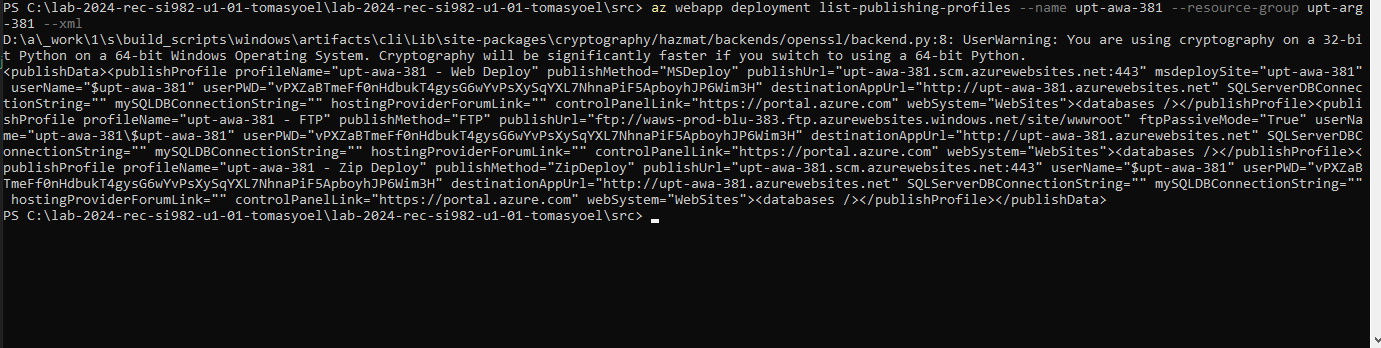 PS C:\lab-2024-rec-si982-u1-01-tomasyoel\lab-2024-rec-si982-u1-01-tomasyoel\src> az webapp deployment list-publishing-profiles --name upt-awa-381 --resource-group upt-arg
-381 --xml
D:\a\_work\1\s\build_scripts\windows\artifacts\cli\Lib\site-packages\cryptography/hazmat/backends/openssl/backend.py:8: UserWarning: You are using cryptography on a 32-bi
t Python on a 64-bit Windows Operating System. Cryptography will be significantly faster if you switch to using a 64-bit Python.
<publishData><publishProfile profileName="upt-awa-381 - Web Deploy" publishMethod="MSDeploy" publishUrl="upt-awa-381.scm.azurewebsites.net:443" msdeploySite="upt-awa-381"
 userName="$upt-awa-381" userPWD="vPXZaBTmeFf0nHdbukT4gysG6wYvPsXySqYXL7NhnaPiF5ApboyhJP6Wim3H" destinationAppUrl="http://upt-awa-381.azurewebsites.net" SQLServerDBConnec
tionString="" mySQLDBConnectionString="" hostingProviderForumLink="" controlPanelLink="https://portal.azure.com" webSystem="WebSites"><databases /></publishProfile><publi
shProfile profileName="upt-awa-381 - FTP" publishMethod="FTP" publishUrl="ftp://waws-prod-blu-383.ftp.azurewebsites.windows.net/site/wwwroot" ftpPassiveMode="True" userNa
me="upt-awa-381\$upt-awa-381" userPWD="vPXZaBTmeFf0nHdbukT4gysG6wYvPsXySqYXL7NhnaPiF5ApboyhJP6Wim3H" destinationAppUrl="http://upt-awa-381.azurewebsites.net" SQLServerDBC
onnectionString="" mySQLDBConnectionString="" hostingProviderForumLink="" controlPanelLink="https://portal.azure.com" webSystem="WebSites"><databases /></publishProfile><
publishProfile profileName="upt-awa-381 - Zip Deploy" publishMethod="ZipDeploy" publishUrl="upt-awa-381.scm.azurewebsites.net:443" userName="$upt-awa-381" userPWD="vPXZaB
TmeFf0nHdbukT4gysG6wYvPsXySqYXL7NhnaPiF5ApboyhJP6Wim3H" destinationAppUrl="http://upt-awa-381.azurewebsites.net" SQLServerDBConnectionString="" mySQLDBConnectionString=""
 hostingProviderForumLink="" controlPanelLink="https://portal.azure.com" webSystem="WebSites"><databases /></publishProfile></publishData>
PS C:\lab-2024-rec-si982-u1-01-tomasyoel\lab-2024-rec-si982-u1-01-tomasyoel\src>